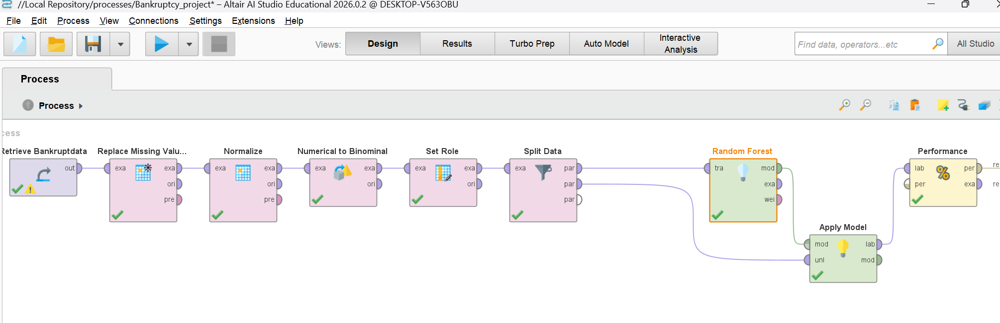 //Local Repository/processes/Bankruptcy_project* – Altair AI Studio Educational 2026.0.2 @ DESKTOP-V563OBU
File Edit Process View Connections Settings Extensions Help
Views: Design Results Turbo Prep Auto Model Interactive Analysis
Find data, operators...etc All Studio
Process
Process
cess
Retrieve Bankruptdata
out
Replace Missing Valu...
exa exa
ori
pre
Normalize
exa exa
ori
pre
Numerical to Binominal
exa exa
ori
Set Role
exa exa
ori
Split Data
exa par
par
par
Random Forest
tra mod
exa
wei
Apply Model
mod lab
unl mod
Performance
%
lab per
per exa
re
re